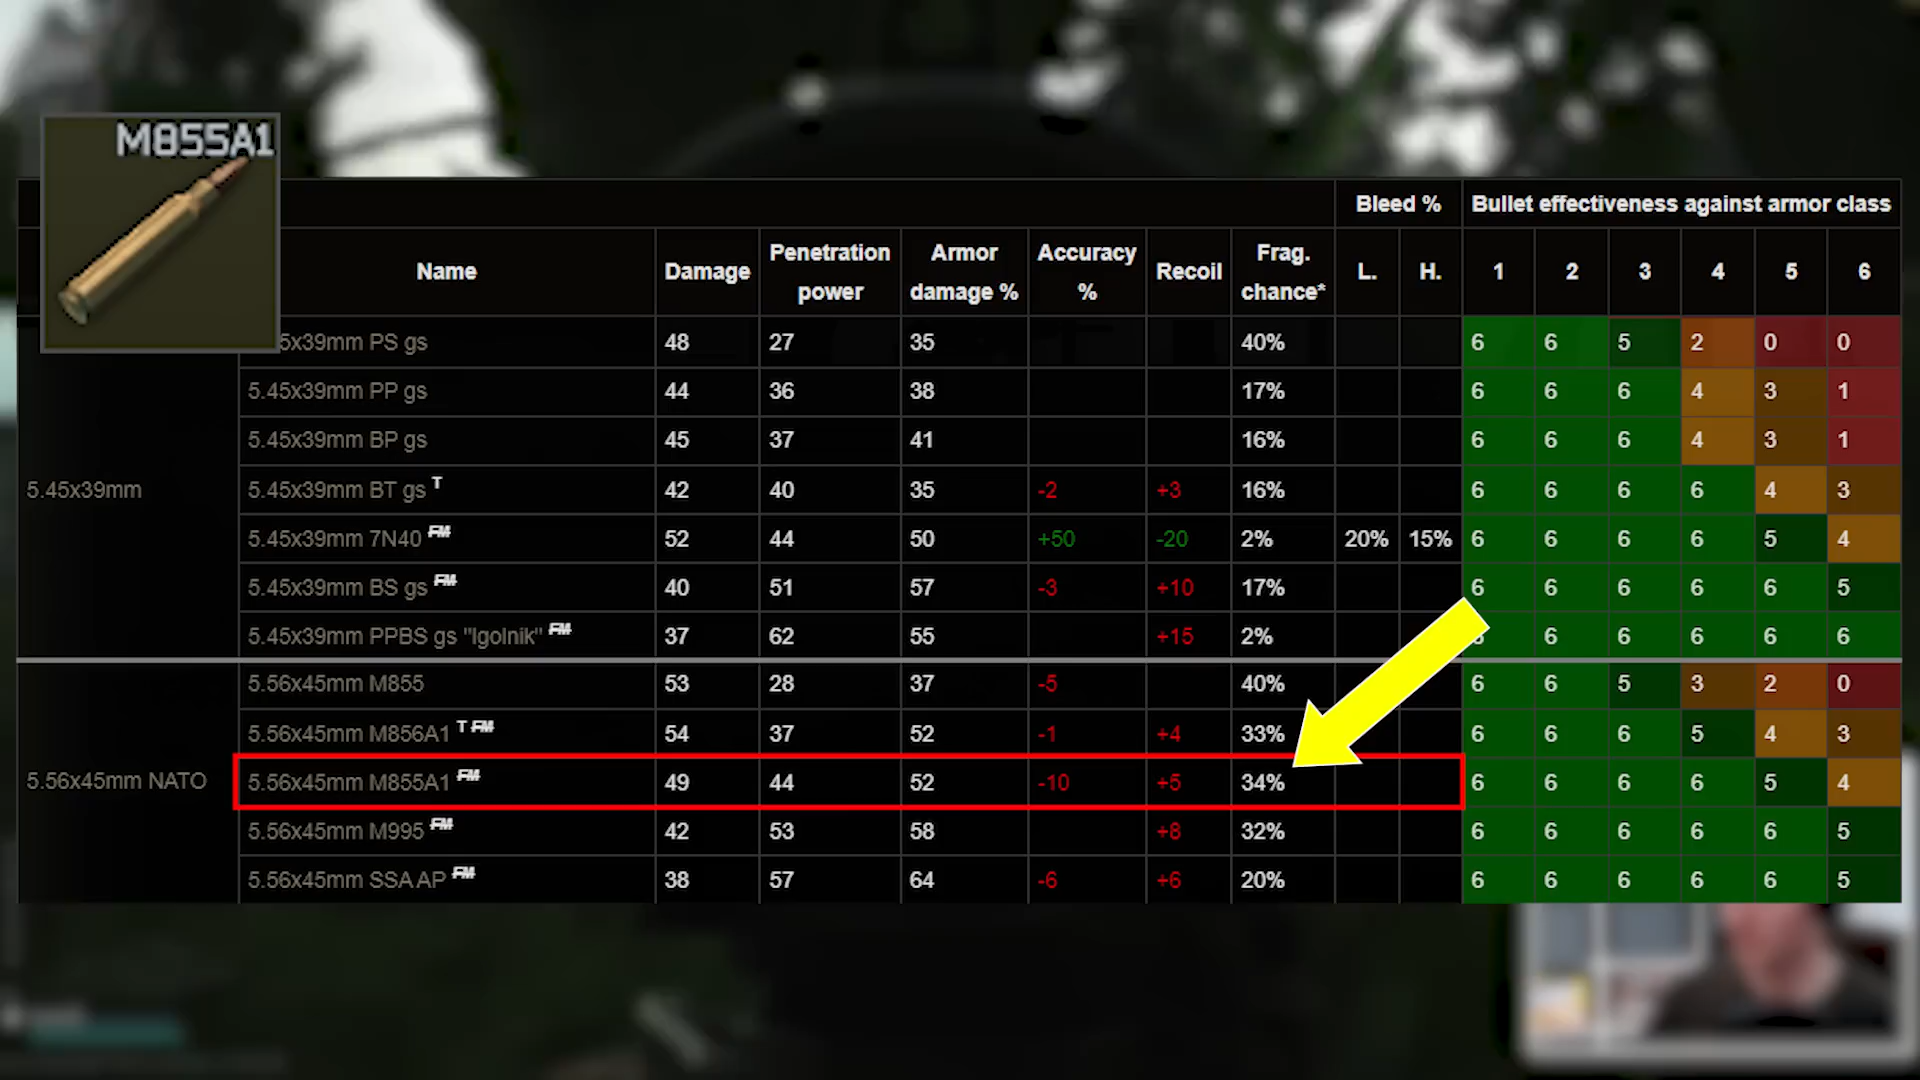 M855A1
Bleed % Bullet effectiveness against armor class
Name Damage Penetration power Armor damage % Accuracy % Recoil Frag. chance* L. H. 1 2 3 4 5 6
5x39mm PS gs 48 27 35 40% 6 6 5 2 0 0
5.45x39mm PP gs 44 36 38 17% 6 6 6 4 3 1
5.45x39mm BP gs 45 37 41 16% 6 6 6 4 3 1
5.45x39mm
5.45x39mm BT gs T 42 40 35 -2 +3 16% 6 6 6 6 4 3
5.45x39mm 7N40 FM 52 44 50 +50 -20 2% 20% 15% 6 6 6 6 5 4
5.45x39mm BS gs FM 40 51 57 -3 +10 17% 6 6 6 6 6 5
5.45x39mm PPBS gs "Igolnik" FM 37 62 55 +15 2% 6 6 6 6 6 6
5.56x45mm M855 53 28 37 -5 40% 6 6 5 3 2 0
5.56x45mm M856A1 T FM 54 37 52 -1 +4 33% 6 6 6 5 4 3
5.56x45mm NATO
5.56x45mm M855A1 FM 49 44 52 -10 +5 34% 6 6 6 6 5 4
5.56x45mm M995 FM 42 53 58 +8 32% 6 6 6 6 6 5
5.56x45mm SSA AP FM 38 57 64 -6 +6 20% 6 6 6 6 6 5